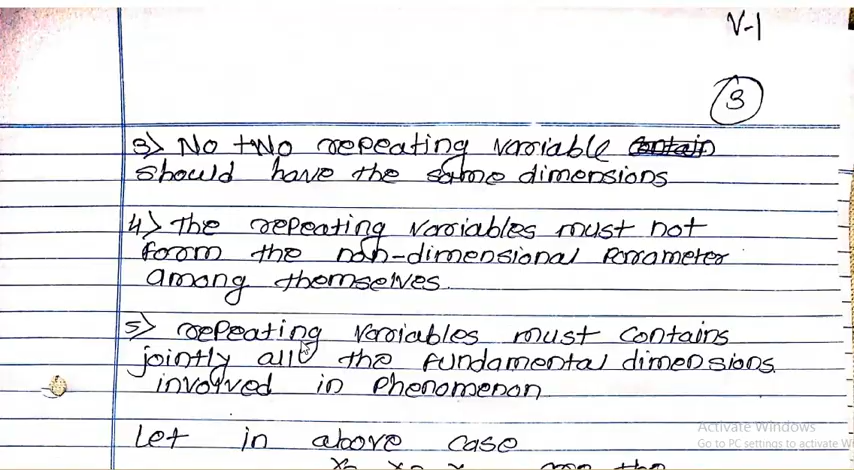 V-1
3
3) No two repeating variable contain
should have the same dimensions
4) The repeating variables must not
form the non-dimensional parameter
among themselves.
5) repeating variables must contains
jointly all the fundamental dimensions.
involved in Phenomenon
Let in above case
Activate Windows
Go to PC settings to activate Wi